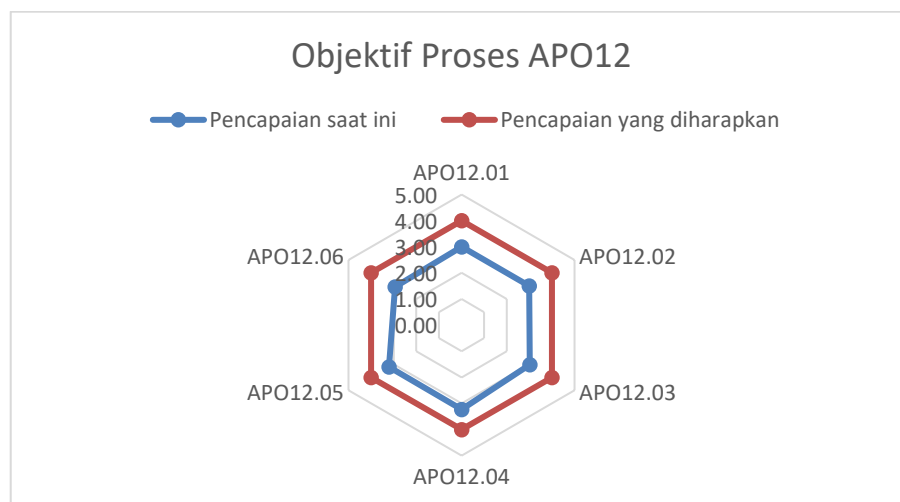 Objektif Proses APO12
Pencapaian saat ini
Pencapaian yang diharapkan
APO12.01
5.00
4.00
3.00
2.00
1.00
0.00
APO12.02
APO12.03
APO12.04
APO12.05
APO12.06